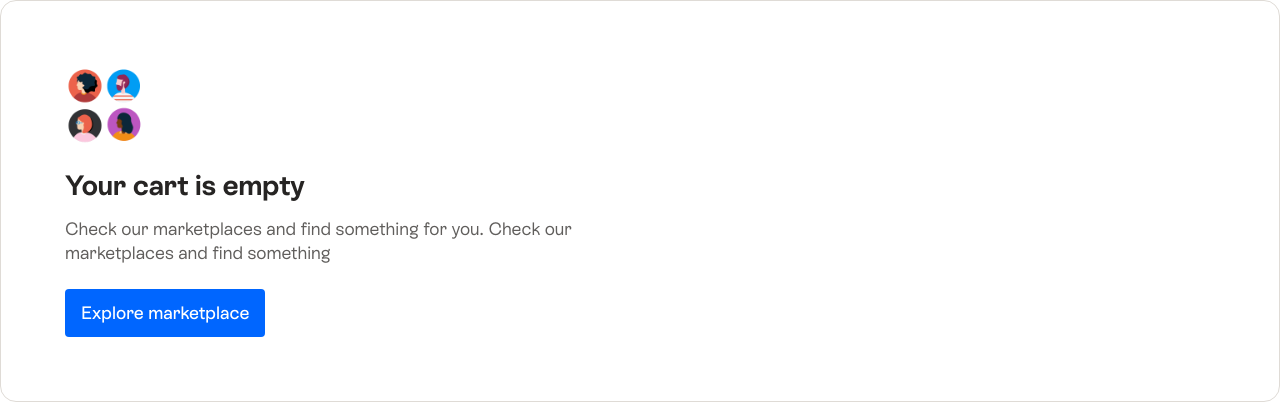 Your cart is empty
Check our marketplaces and find something for you. Check our
marketplaces and find something
Explore marketplace